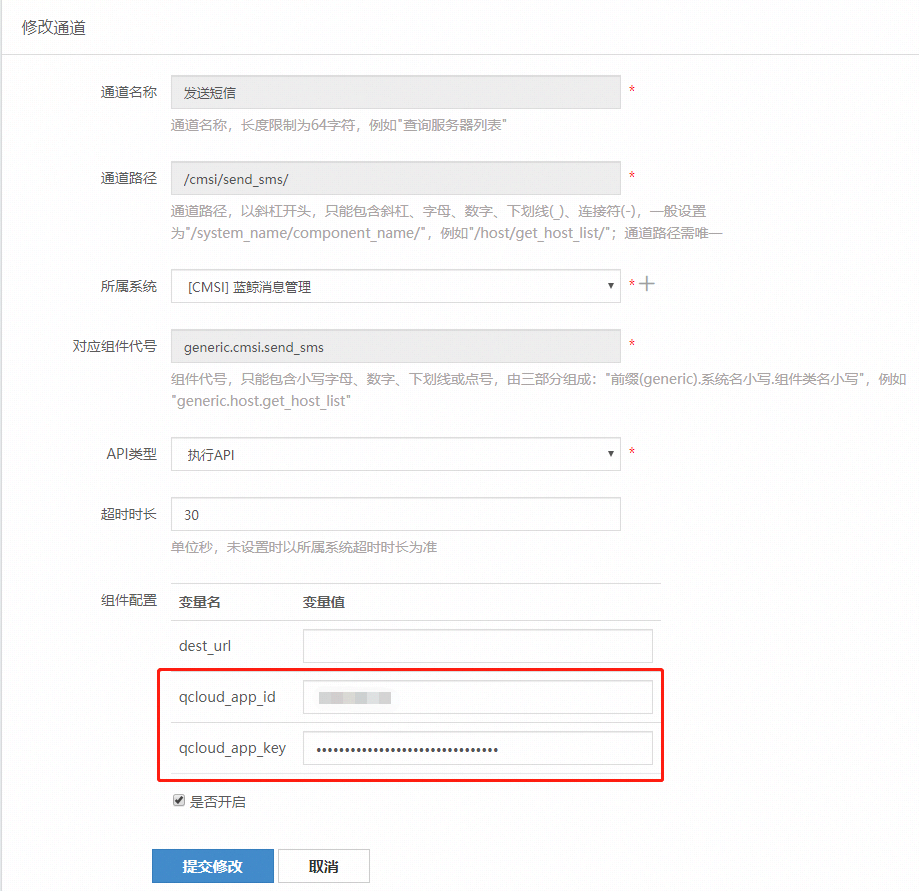 修改通道
通道名称 发送短信 *
通道名称，长度限制为64字符，例如"查询服务器列表"
通道路径 /cmsi/send_sms/ *
通道路径，以斜杠开头，只能包含斜杠、字母、数字、下划线(_)、连接符(-)，一般设置
为"/system_name/component_name/"，例如"/host/get_host_list/"；通道路径需唯一
所属系统 [CMSI] 蓝鲸消息管理 *
对应组件代号 generic.cmsi.send_sms *
组件代号，只能包含小写字母、数字、下划线或点号，由三部分组成："前缀(generic).系统名小写.组件类名小写"，例如
"generic.host.get_host_list"
API类型 执行API *
超时时长 30
单位秒，未设置时以所属系统超时时长为准
组件配置 变量名 变量值
dest_url
qcloud_app_id
qcloud_app_key ••••••••••••••••••••••••••••••••
是否开启
提交修改 取消